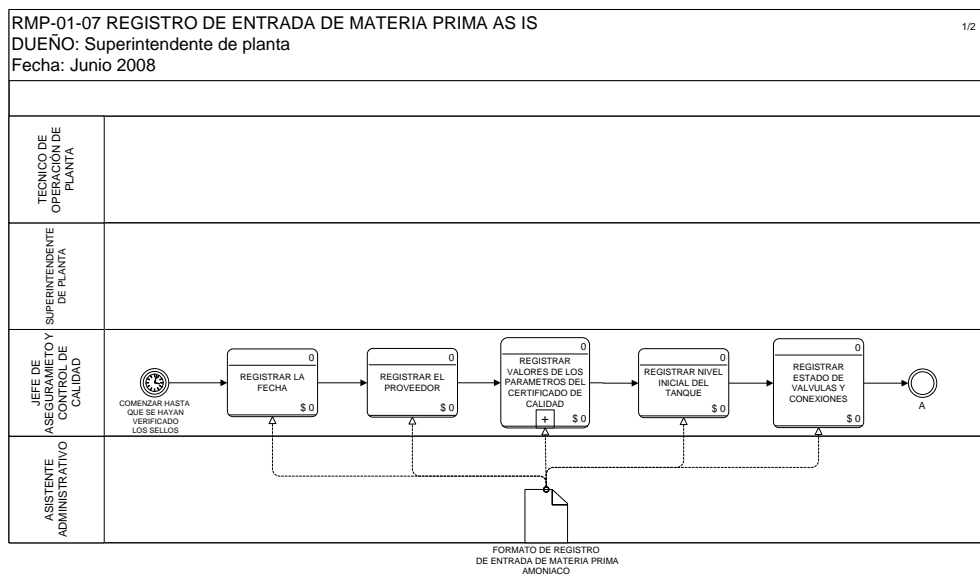 RMP-01-07 REGISTRO DE ENTRADA DE MATERIA PRIMA AS IS
1/2
DUEÑO: Superintendente de planta
Fecha: Junio 2008
TECNICO DE
OPERACIÓN DE
PLANTA
SUPERINTENDENTE
DE PLANTA
JEFE DE
ASEGURAMIETO Y
CONTROL DE
CALIDAD
COMENZAR HASTA
QUE SE HAYAN
VERIFICADO
LOS SELLOS
0
REGISTRAR LA
FECHA
$ 0
0
REGISTRAR EL
PROVEEDOR
$ 0
0
REGISTRAR
VALORES DE LOS
PARAMETROS DEL
CERTIFICADO DE
CALIDAD
+
$ 0
0
REGISTRAR NIVEL
INICIAL DEL
TANQUE
$ 0
0
REGISTRAR
ESTADO DE
VALVULAS Y
CONEXIONES
$ 0
A
ASISTENTE
ADMINISTRATIVO
FORMATO DE REGISTRO
DE ENTRADA DE MATERIA PRIMA
AMONIACO